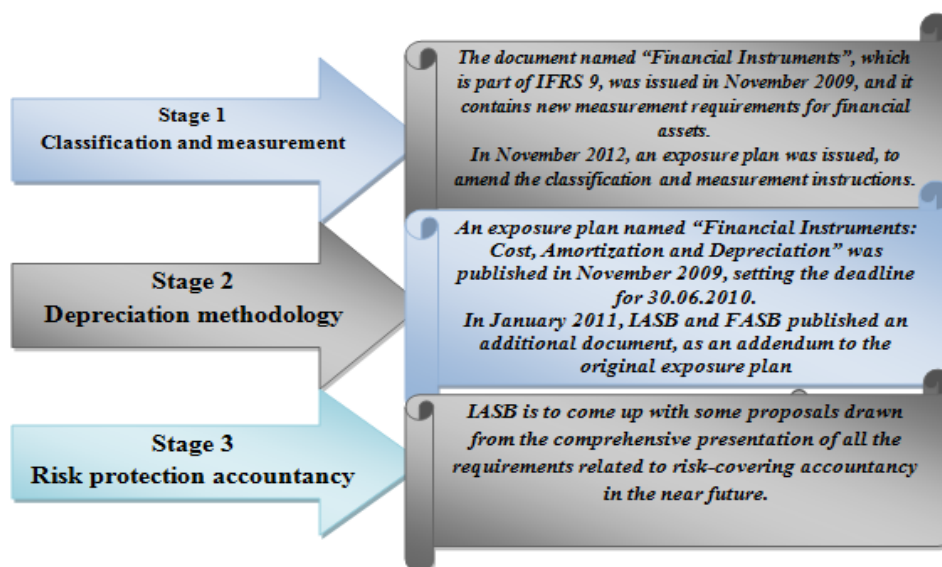 Stage 1
Classification and measurement
The document named “Financial Instruments”, which
is part of IFRS 9, was issued in November 2009, and it
contains new measurement requirements for financial
assets.
In November 2012, an exposure plan was issued, to
amend the classification and measurement instructions.
Stage 2
Depreciation methodology
An exposure plan named “Financial Instruments:
Cost, Amortization and Depreciation” was
published in November 2009, setting the deadline
for 30.06.2010.
In January 2011, IASB and FASB published an
additional document, as an addendum to the
original exposure plan
Stage 3
Risk protection accountancy
IASB is to come up with some proposals drawn
from the comprehensive presentation of all the
requirements related to risk-covering accountancy
in the near future.